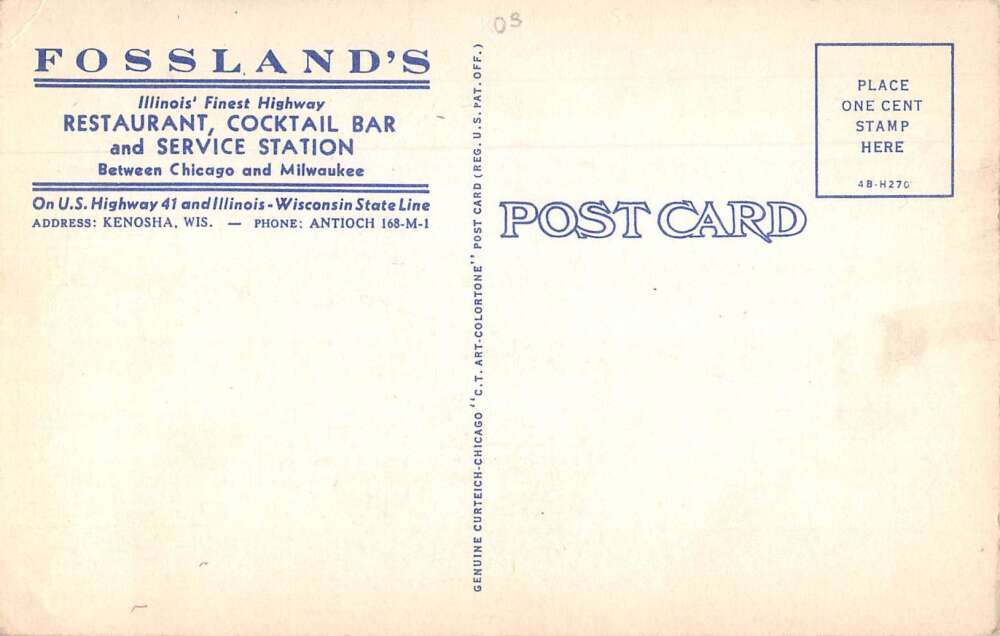 FOSSLAND'S
Illinois' Finest Highway
RESTAURANT, COCKTAIL BAR
and SERVICE STATION
Between Chicago and Milwaukee
On U.S. Highway 41 and Illinois-Wisconsin State Line
ADDRESS: KENOSHA, WIS. — PHONE: ANTIOCH 168-M-1
GENUINE CURTEICH-CHICAGO "C.T. ART-COLORTONE" POST CARD (REG. U.S. PAT. OFF.)
03
POST CARD
PLACE
ONE CENT
STAMP
HERE
4B-H270